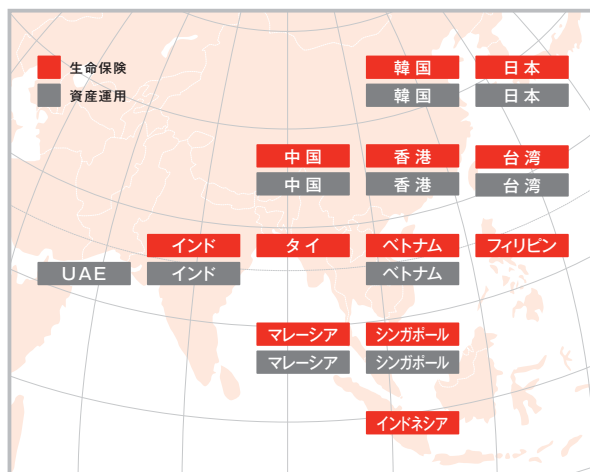 生命保険
資産運用
韓国 日本
韓国 日本
中国 香港 台湾
中国 香港 台湾
インド タイ ベトナム フィリピン
UAE インド ベトナム
マレーシア シンガポール
マレーシア シンガポール
インドネシア